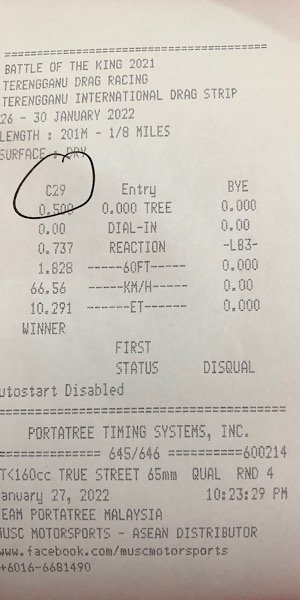 BATTLE OF THE KING 2021
TERENGGANU DRAG RACING
TERENGGANU INTERNATIONAL DRAG STRIP
26 - 30 JANUARY 2022
LENGTH : 201M - 1/8 MILES
SURFACE : DRY
C29 Entry BYE
0.500 0.000 TREE 0.000
0.00 DIAL-IN 0.00
0.737 REACTION -LB3-
1.828 -----60FT----- 0.000
66.56 -----KM/H----- 0.00
10.291 ------ET------ 0.000
WINNER
FIRST
STATUS DISQUAL
utostart Disabled
PORTATREE TIMING SYSTEMS, INC.
============= 645/646 ==========600214
T<160cc TRUE STREET 65mm QUAL RND 4
anuary 27, 2022 10:23:29 PM
TEAM PORTATREE MALAYSIA
MUSC MOTORSPORTS - ASEAN DISTRIBUTOR
www.facebook.com/muscmotorsports
+6016-6681490